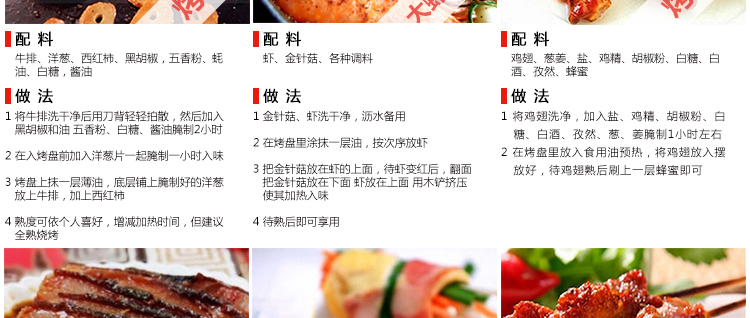 烤
配 料
牛排、洋葱、西红柿、黑胡椒，五香粉、蚝
油、白糖，酱油
做 法
1 将牛排洗干净后用刀背轻轻拍散，然后加入
黑胡椒和油 五香粉、白糖、酱油腌制2小时
2 在入烤盘前加入洋葱片一起腌制一小时入味
3 烤盘上抹一层薄油，底层铺上腌制好的洋葱
放上牛排，加上西红柿
4 熟度可依个人喜好，增减加热时间，但建议
全熟烧烤
大
配 料
虾、金针菇、各种调料
做 法
1 金针菇、虾洗干净，沥水备用
2 在烤盘里涂抹一层油，按次序放虾
3 把金针菇放在虾的上面，待虾变红后，翻面
把金针菇放在下面 虾放在上面 用木铲挤压
使其加热入味
4 待熟后即可享用
烤
配 料
鸡翅、葱姜、盐、鸡精、胡椒粉、白糖、白
酒、孜然、蜂蜜
做 法
1 将鸡翅洗净，加入盐、鸡精、胡椒粉、白
糖、白酒、孜然、葱、姜腌制1小时左右
2 在烤盘里放入食用油预热，将鸡翅放入摆
放好，待鸡翅熟后刷上一层蜂蜜即可